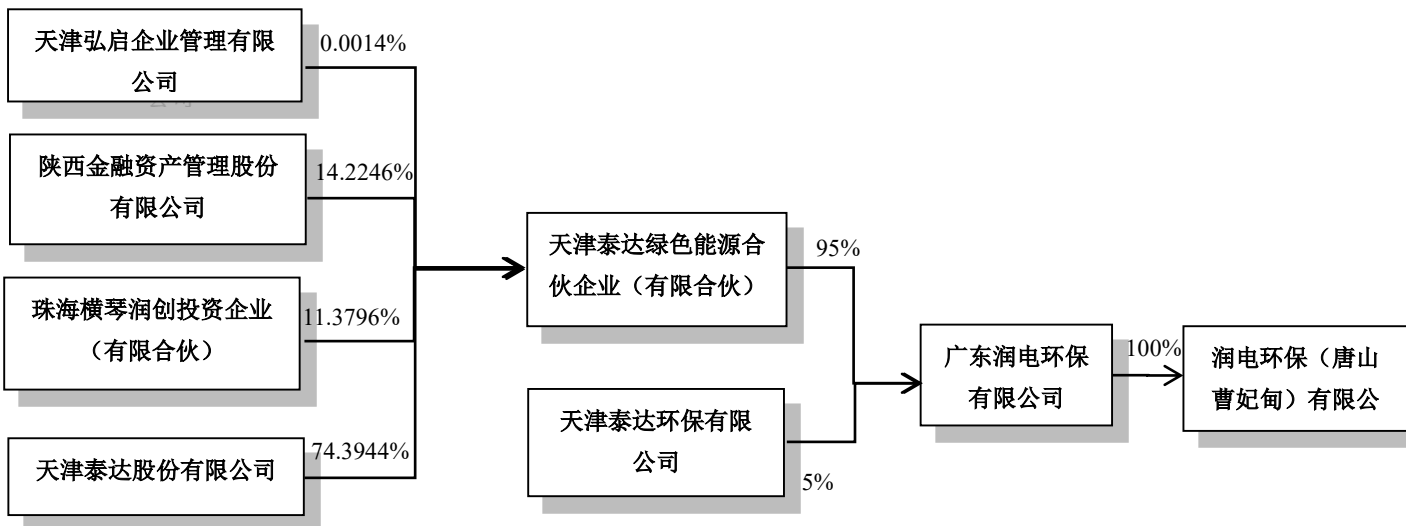 天津弘启企业管理有限
公司
0.0014%
陕西金融资产管理股份
有限公司
14.2246%
珠海横琴润创投资企业
（有限合伙）
11.3796%
天津泰达股份有限公司
74.3944%
天津泰达绿色能源合
伙企业（有限合伙）
95%
天津泰达环保有限
公司
5%
广东润电环保
有限公司
100%
润电环保（唐山
曹妃甸）有限公